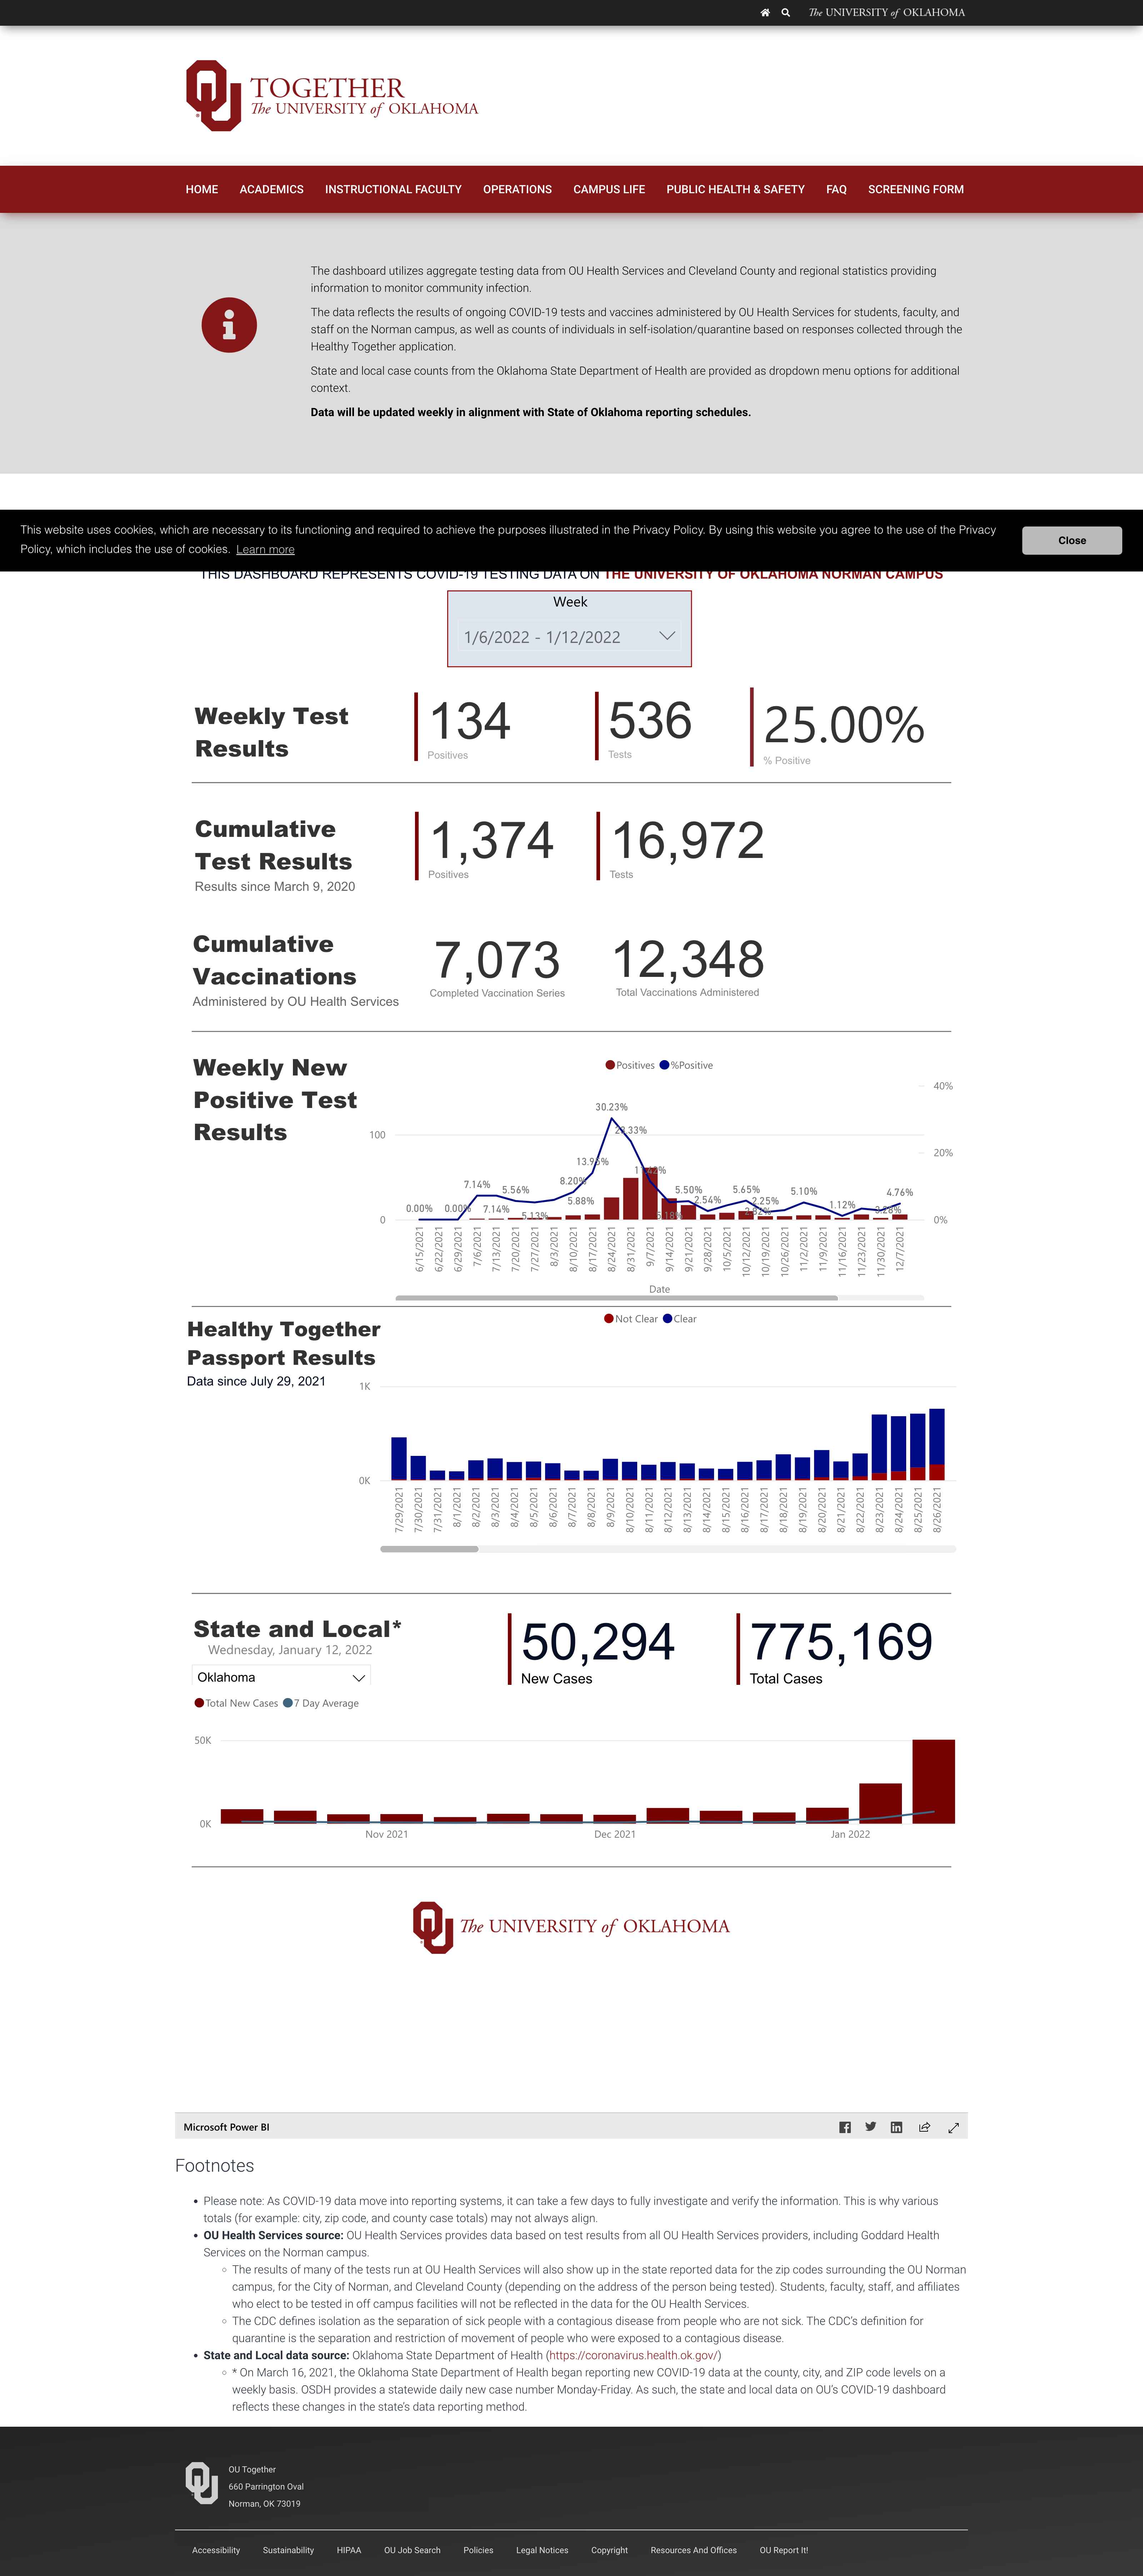 The UNIVERSITY of OKLAHOMA
OU TOGETHER
The UNIVERSITY of OKLAHOMA
HOME ACADEMICS INSTRUCTIONAL FACULTY OPERATIONS CAMPUS LIFE PUBLIC HEALTH & SAFETY FAQ SCREENING FORM
The dashboard utilizes aggregate testing data from OU Health Services and Cleveland County and regional statistics providing
information to monitor community infection.
The data reflects the results of ongoing COVID-19 tests and vaccines administered by OU Health Services for students, faculty, and
staff on the Norman campus, as well as counts of individuals in self-isolation/quarantine based on responses collected through the
Healthy Together application.
State and local case counts from the Oklahoma State Department of Health are provided as dropdown menu options for additional
context.
Data will be updated weekly in alignment with State of Oklahoma reporting schedules.
This website uses cookies, which are necessary to its functioning and required to achieve the purposes illustrated in the Privacy Policy. By using this website you agree to the use of the Privacy
Policy, which includes the use of cookies. Learn more
Close
THIS DASHBOARD REPRESENTS COVID-19 TESTING DATA ON THE UNIVERSITY OF OKLAHOMA NORMAN CAMPUS
Week
1/6/2022 - 1/12/2022
Weekly Test
Results
134
Positives
536
Tests
25.00%
% Positive
Cumulative
Test Results
Results since March 9, 2020
1,374
Positives
16,972
Tests
Cumulative
Vaccinations
Administered by OU Health Services
7,073
Completed Vaccination Series
12,348
Total Vaccinations Administered
Weekly New
Positive Test
Results
Positives %Positive
40%
20%
0%
100
0
0.00% 0.00% 7.14% 7.14% 5.56% 5.13% 8.20% 5.88% 13.95% 30.23% 23.33% 5.18% 5.50% 2.54% 5.65% 2.25% 5.10% 1.12% 3.28% 4.76%
6/15/2021 6/22/2021 6/29/2021 7/6/2021 7/13/2021 7/20/2021 7/27/2021 8/3/2021 8/10/2021 8/17/2021 8/24/2021 8/31/2021 9/7/2021 9/14/2021 9/21/2021 9/28/2021 10/5/2021 10/12/2021 10/19/2021 10/26/2021 11/2/2021 11/9/2021 11/16/2021 11/23/2021 11/30/2021 12/7/2021
Date
Healthy Together
Passport Results
Data since July 29, 2021
Not Clear Clear
1K
0K
7/29/2021 7/30/2021 7/31/2021 8/1/2021 8/2/2021 8/3/2021 8/4/2021 8/5/2021 8/6/2021 8/7/2021 8/8/2021 8/9/2021 8/10/2021 8/11/2021 8/12/2021 8/13/2021 8/14/2021 8/15/2021 8/16/2021 8/17/2021 8/18/2021 8/19/2021 8/20/2021 8/21/2021 8/22/2021 8/23/2021 8/24/2021 8/25/2021 8/26/2021
State and Local*
Wednesday, January 12, 2022
Oklahoma
50,294
New Cases
775,169
Total Cases
Total New Cases 7 Day Average
50K
0K
Nov 2021 Dec 2021 Jan 2022
OU The UNIVERSITY of OKLAHOMA
Microsoft Power BI
Footnotes
• Please note: As COVID-19 data move into reporting systems, it can take a few days to fully investigate and verify the information. This is why various
totals (for example: city, zip code, and county case totals) may not always align.
• OU Health Services source: OU Health Services provides data based on test results from all OU Health Services providers, including Goddard Health
Services on the Norman campus.
The results of many of the tests run at OU Health Services will also show up in the state reported data for the zip codes surrounding the OU Norman
campus, for the City of Norman, and Cleveland County (depending on the address of the person being tested). Students, faculty, staff, and affiliates
who elect to be tested in off campus facilities will not be reflected in the data for the OU Health Services.
The CDC defines isolation as the separation of sick people with a contagious disease from people who are not sick. The CDC's definition for
quarantine is the separation and restriction of movement of people who were exposed to a contagious disease.
• State and Local data source: Oklahoma State Department of Health (https://coronavirus.health.ok.gov/)
* On March 16, 2021, the Oklahoma State Department of Health began reporting new COVID-19 data at the county, city, and ZIP code levels on a
weekly basis. OSDH provides a statewide daily new case number Monday-Friday. As such, the state and local data on OU's COVID-19 dashboard
reflects these changes in the state's data reporting method.
OU Together
660 Parrington Oval
Norman, OK 73019
Accessibility Sustainability HIPAA OU Job Search Policies Legal Notices Copyright Resources And Offices OU Report It!